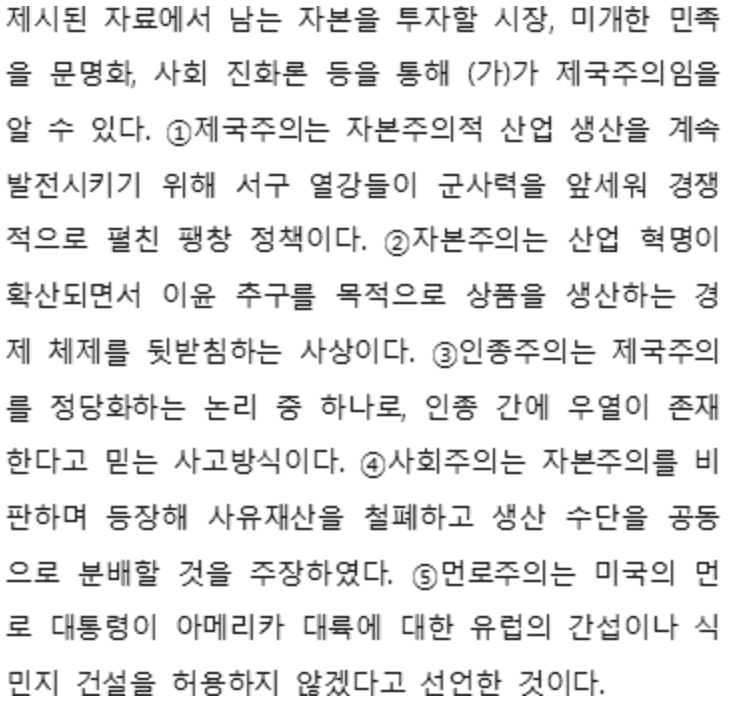 제시된 자료에서 남는 자본을 투자할 시장, 미개한 민족
을 문명화, 사회 진화론 등을 통해 (가)가 제국주의임을
알 수 있다. ①제국주의는 자본주의적 산업 생산을 계속
발전시키기 위해 서구 열강들이 군사력을 앞세워 경쟁
적으로 펼친 팽창 정책이다. ②자본주의는 산업 혁명이
확산되면서 이윤 추구를 목적으로 상품을 생산하는 경
제 체제를 뒷받침하는 사상이다. ③인종주의는 제국주의
를 정당화하는 논리 중 하나로, 인종 간에 우열이 존재
한다고 믿는 사고방식이다. ④사회주의는 자본주의를 비
판하며 등장해 사유재산을 철폐하고 생산 수단을 공동
으로 분배할 것을 주장하였다. ⑤먼로주의는 미국의 먼
로 대통령이 아메리카 대륙에 대한 유럽의 간섭이나 식
민지 건설을 허용하지 않겠다고 선언한 것이다.